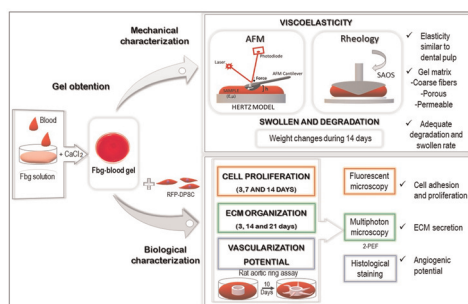 Mechanical
characterization
Gel obtention
Blood
+ CaCl2
Fbg solution
Fbg-blood gel
RFP-DPSC
Biological
characterization
VISCOELASTICITY
AFM
Photodiode
Laser
Force
AFM Cantilever
HERTZ MODEL
Rheology
SAOS
✓ Elasticity
similar to
dental pulp
✓ Gel matrix
-Coarse fibers
-Porous
-Permeable
SWOLLEN AND DEGRADATION
Weight changes during 14 days
✓ Adequate
degradation and
swollen rate
CELL PROLIFERATION
(3,7 AND 14 DAYS)
ECM ORGANIZATION
(3, 14 and 21 days)
VASCULARIZATION
POTENTIAL
Rat aortic ring assay
10
Days
Fluorescent
microscopy
✓ Cell adhesion
and proliferation
Multiphoton
microscopy
2-PEF
✓ ECM secretion
Histological
staining
✓ Angiogenic
potential